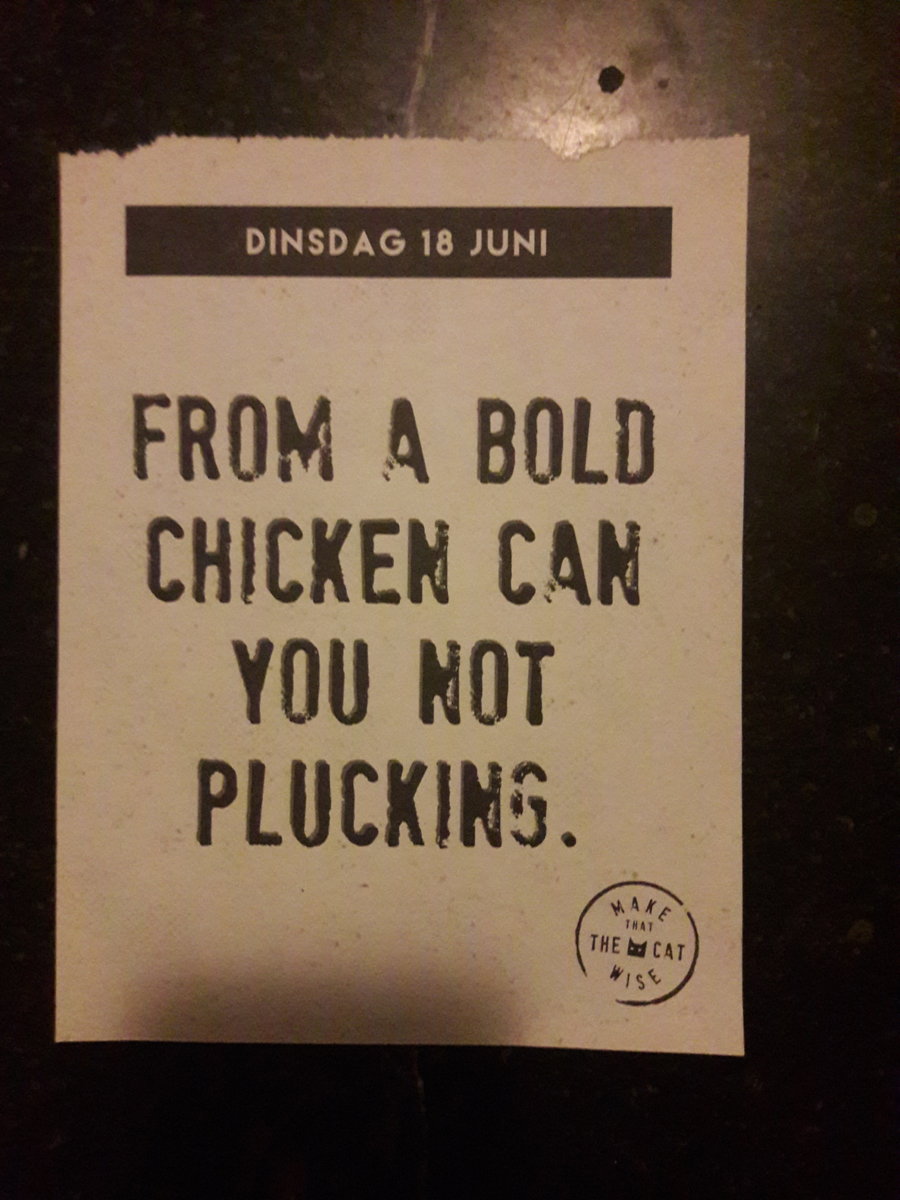 DINSDAG 18 JUNI
FROM A BOLD
CHICKEN CAN
YOU NOT
PLUCKING.
MAKE
THAT
THE CAT
WISE